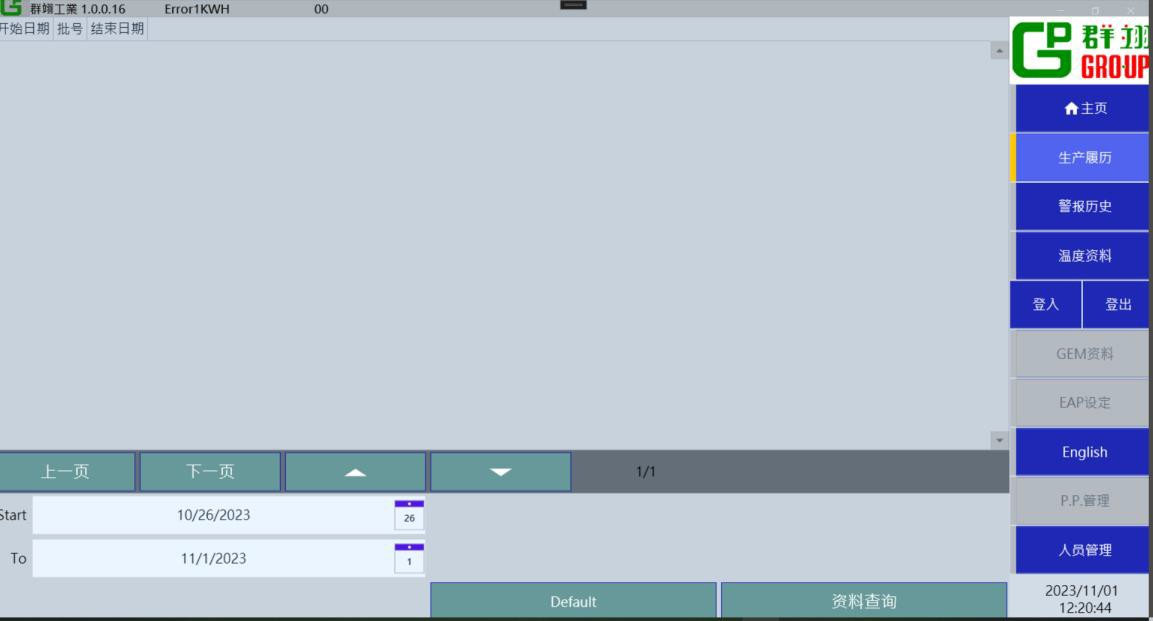 群翊工業 1.0.0.16 Error1KWH 00
开始日期 批号 结束日期
群翊
GROUP
主页
生产履历
警报历史
温度资料
登入 登出
GEM资料
EAP设定
English
P.P.管理
人员管理
上一页 下一页 1/1
Start 10/26/2023 26
To 11/1/2023 1
Default 资料查询
2023/11/01
12:20:44